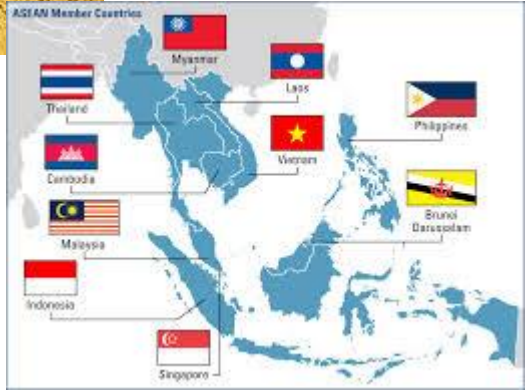 ASEAN Member Countries
Myanmar
Laos
Thailand
Philippines
Vietnam
Cambodia
Brunei
Darussalam
Malaysia
Indonesia
Singapore